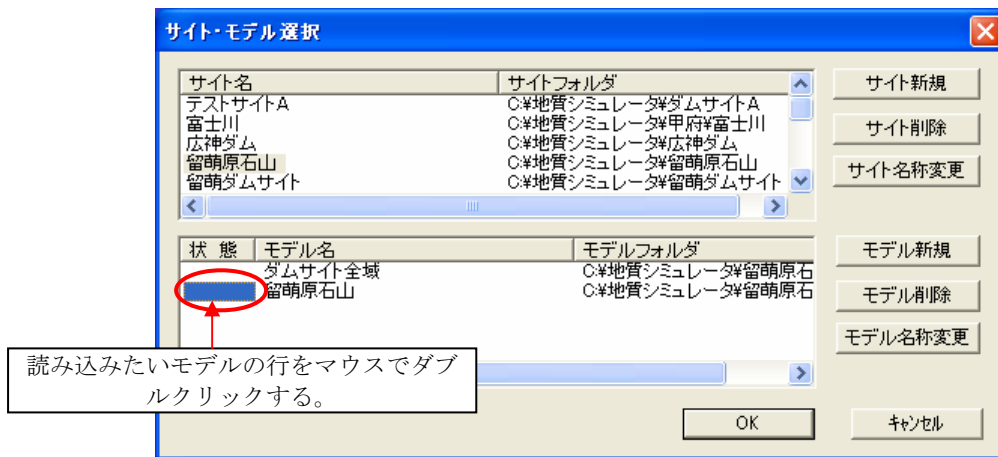 サイト・モデル選択
サイト名 サイトフォルダ
テストサイトA C:¥地質シミュレータ¥ダムサイトA
富士川 C:¥地質シミュレータ¥甲府¥富士川
広神ダム C:¥地質シミュレータ¥広神ダム
留萌原石山 C:¥地質シミュレータ¥留萌原石山
留萌ダムサイト C:¥地質シミュレータ¥留萌ダムサイト
サイト新規
サイト削除
サイト名称変更
状 態 モデル名 モデルフォルダ
ダムサイト全域 C:¥地質シミュレータ¥留萌原石
留萌原石山 C:¥地質シミュレータ¥留萌原石
モデル新規
モデル削除
モデル名称変更
読み込みたいモデルの行をマウスでダブ
ルクリックする。
OK
キャンセル